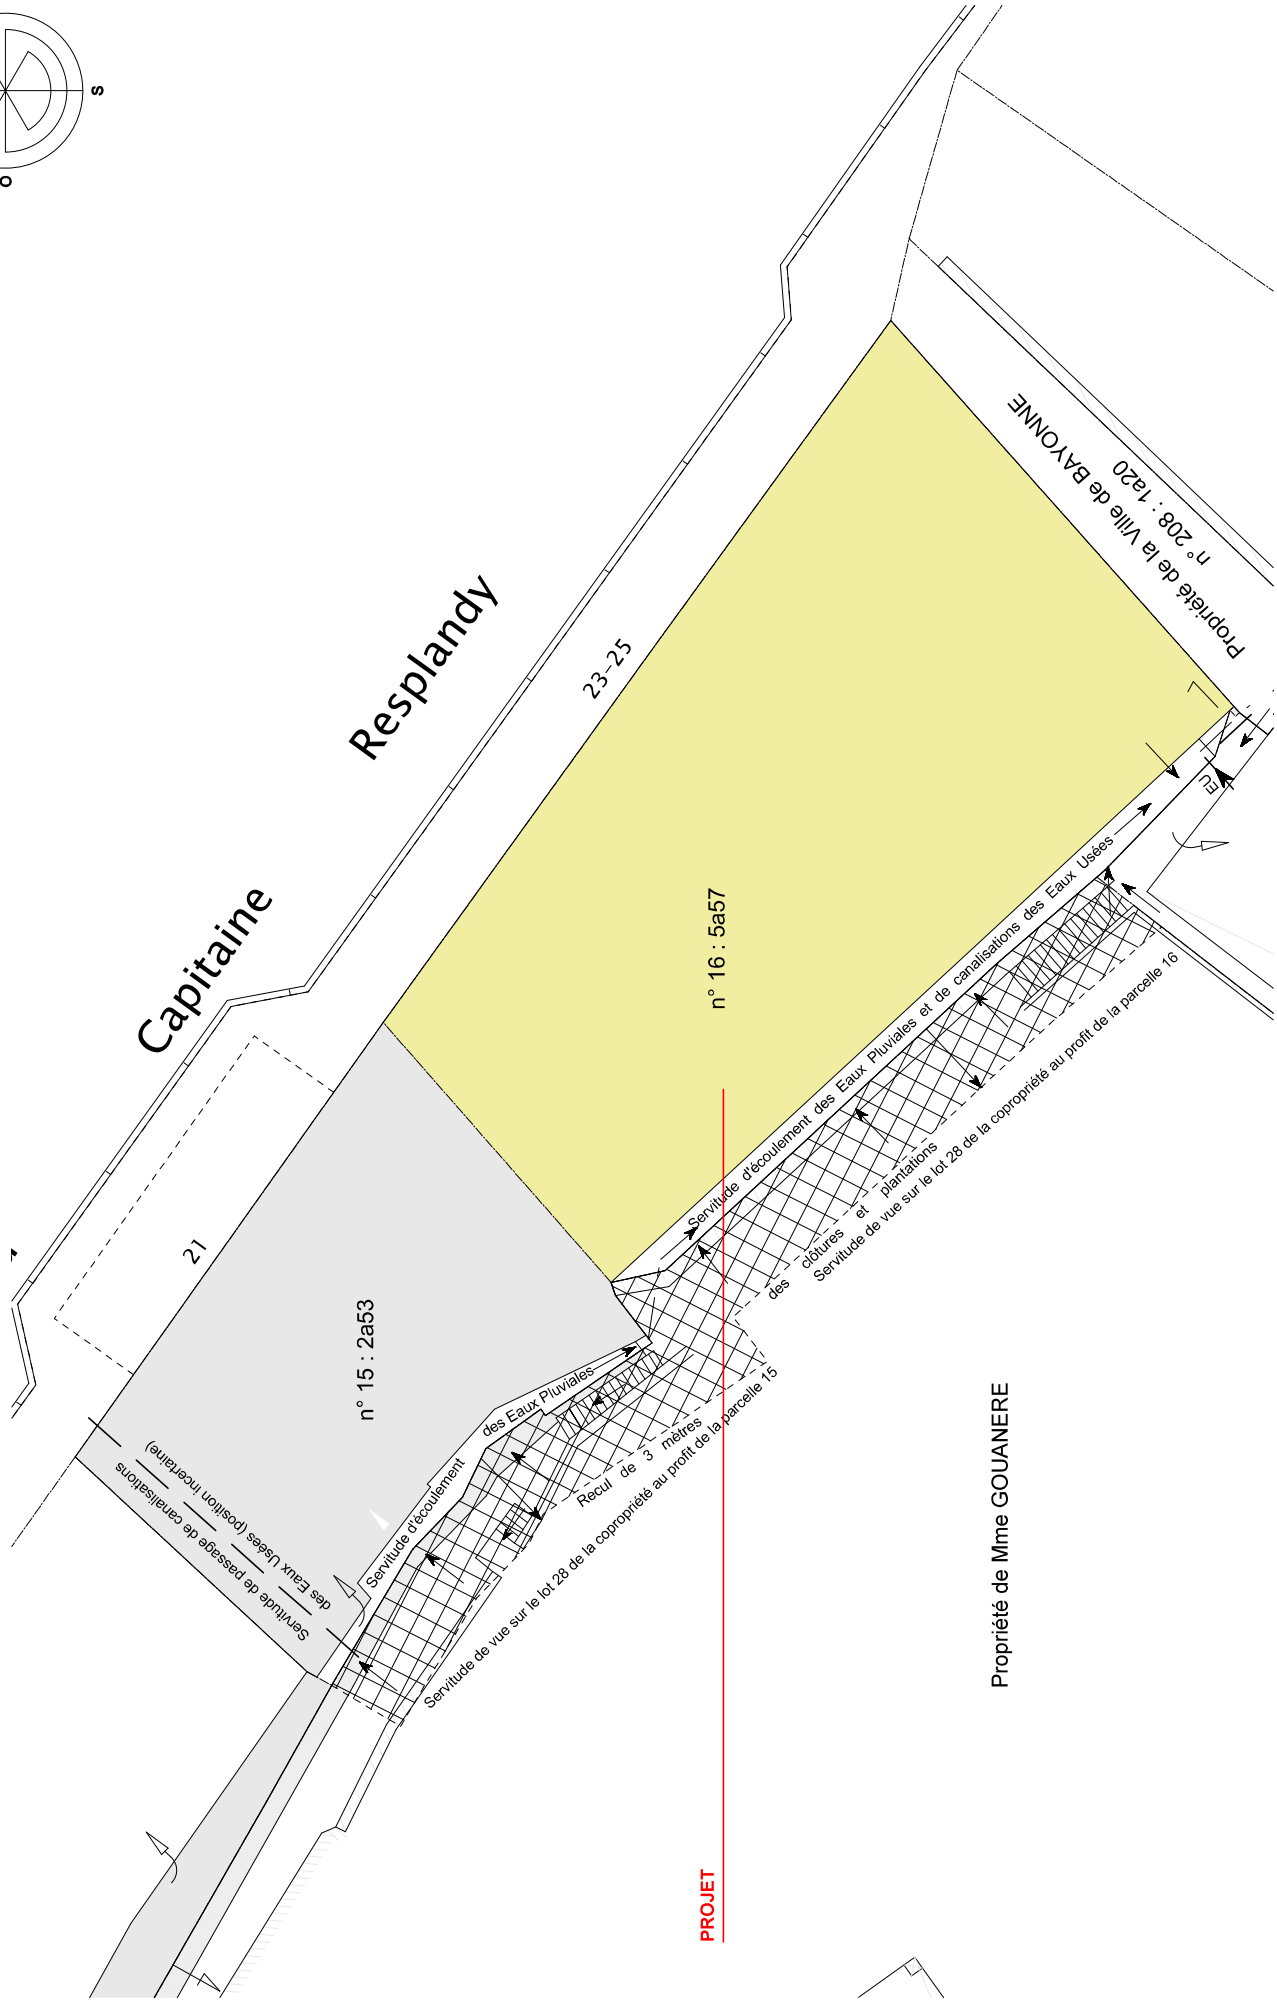 S
O
Capitaine
Resplandy
23-25
21
n° 16 : 5a57
n° 15 : 2a53
Propriété de la Ville de BAYONNE
n° 208 : 1a20
EU
Servitude d'écoulement des Eaux Pluviales et de canalisations des Eaux Usées
Servitude de vue sur le lot 28 de la copropriété au profit de la parcelle 16
des clôtures et plantations
Recul de 3 mètres
Servitude de vue sur le lot 28 de la copropriété au profit de la parcelle 15
Servitude d'écoulement des Eaux Pluviales
Servitude de passage de canalisations
des Eaux Usées (position incertaine)
Propriété de Mme GOUANERE
PROJET